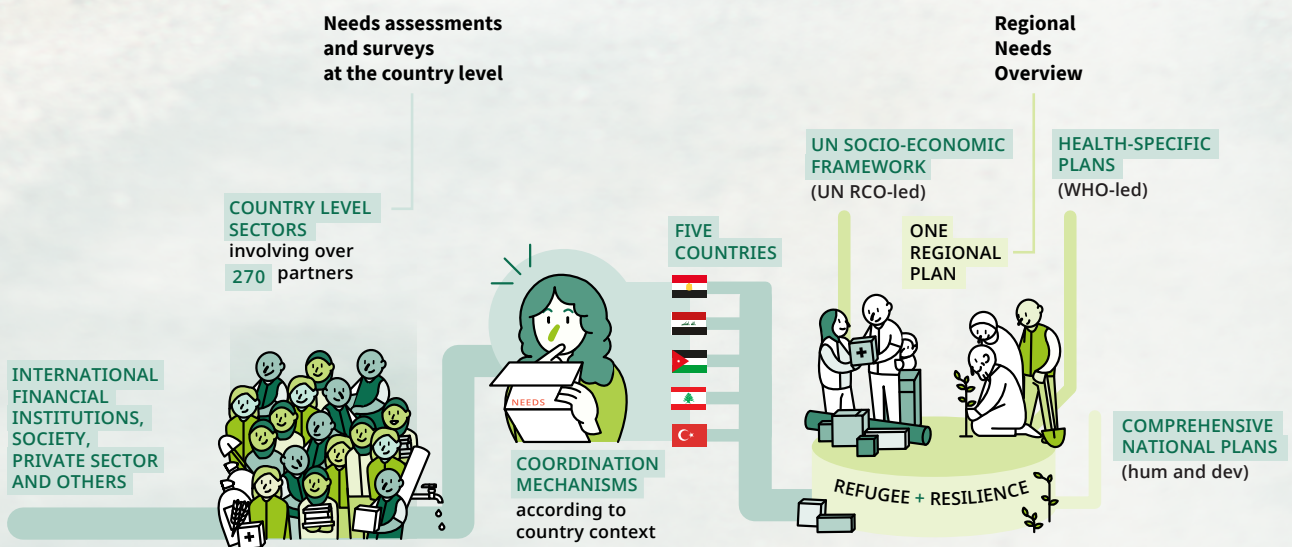 Needs assessments
and surveys
at the country level
Regional
Needs
Overview
UN SOCIO-ECONOMIC
FRAMEWORK
(UN RCO-led)
HEALTH-SPECIFIC
PLANS
(WHO-led)
COUNTRY LEVEL
SECTORS
involving over
270 partners
FIVE
COUNTRIES
ONE
REGIONAL
PLAN
INTERNATIONAL
FINANCIAL
INSTITUTIONS,
SOCIETY,
PRIVATE SECTOR
AND OTHERS
NEEDS
COORDINATION
MECHANISMS
according to
country context
COMPREHENSIVE
NATIONAL PLANS
(hum and dev)
REFUGEE + RESILIENCE